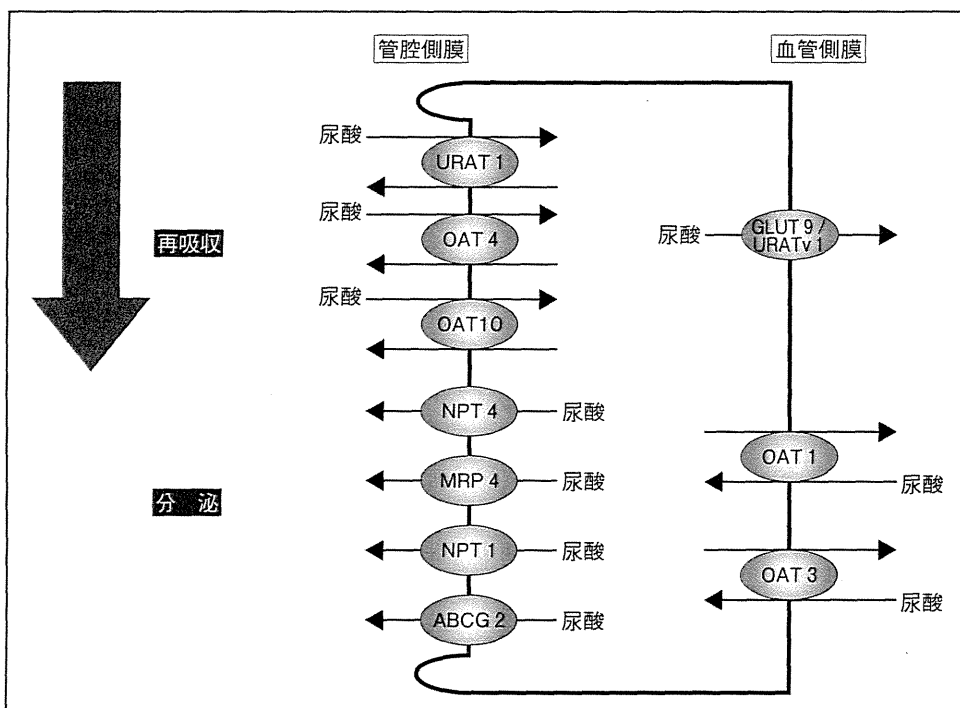 管腔側膜
血管側膜
尿酸
URAT 1
尿酸
OAT 4
再吸収
尿酸
GLUT 9 /
URATv 1
尿酸
OAT10
NPT 4
尿酸
OAT 1
尿酸
MRP 4
尿酸
分 泌
NPT 1
尿酸
OAT 3
尿酸
ABCG 2
尿酸